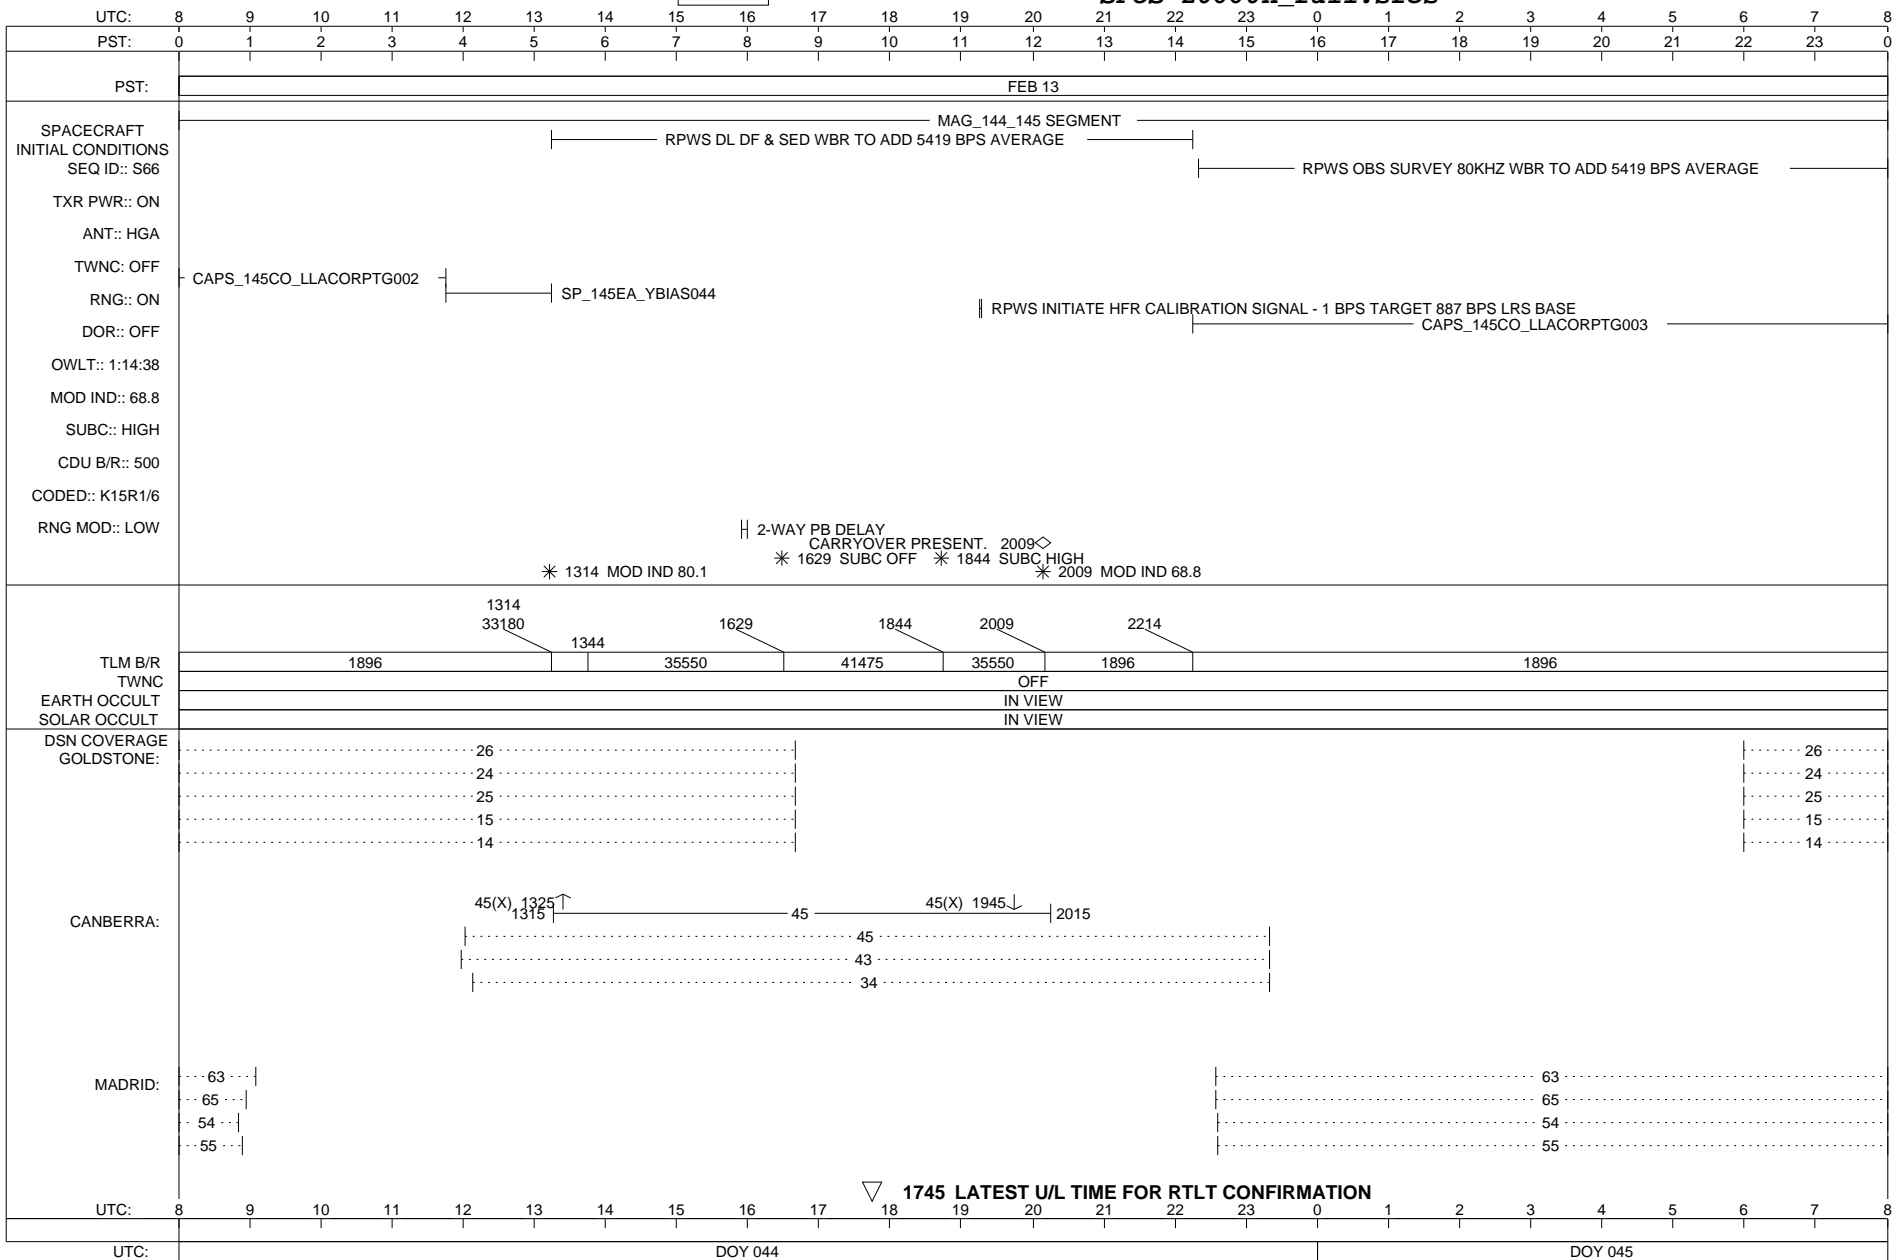 UTC: 8 9 10 11 12 13 14 15 16 17 18 19 20 21 22 23 0 1 2 3 4 5 6 7 8
PST: 0 1 2 3 4 5 6 7 8 9 10 11 12 13 14 15 16 17 18 19 20 21 22 23 0
PST: FEB 13
MAG_144_145 SEGMENT
SPACECRAFT
INITIAL CONDITIONS
RPWS DL DF & SED WBR TO ADD 5419 BPS AVERAGE
SEQ ID:: S66
RPWS OBS SURVEY 80KHZ WBR TO ADD 5419 BPS AVERAGE
TXR PWR:: ON
ANT:: HGA
TWNC: OFF
CAPS_145CO_LLACORPTG002
SP_145EA_YBIAS044
RNG:: ON
RPWS INITIATE HFR CALIBRATION SIGNAL - 1 BPS TARGET 887 BPS LRS BASE
DOR:: OFF
CAPS_145CO_LLACORPTG003
OWLT:: 1:14:38
MOD IND:: 68.8
SUBC:: HIGH
CDU B/R:: 500
CODED:: K15R1/6
RNG MOD:: LOW
2-WAY PB DELAY
CARRYOVER PRESENT. 2009
1629 SUBC OFF 1844 SUBC HIGH
1314 MOD IND 80.1 2009 MOD IND 68.8
1314
33180 1629 1844 2009 2214
1344
TLM B/R 1896 35550 41475 35550 1896 1896
TWNC OFF
EARTH OCCULT IN VIEW
SOLAR OCCULT IN VIEW
DSN COVERAGE
GOLDSTONE:
26 26
24 24
25 25
15 15
14 14
CANBERRA:
45(X) 1325 45(X) 1945
1315 45 2015
45
43
34
MADRID:
63 63
65 65
54 54
55 55
1745 LATEST U/L TIME FOR RTLT CONFIRMATION
UTC: 8 9 10 11 12 13 14 15 16 17 18 19 20 21 22 23 0 1 2 3 4 5 6 7 8
UTC: DOY 044 DOY 045